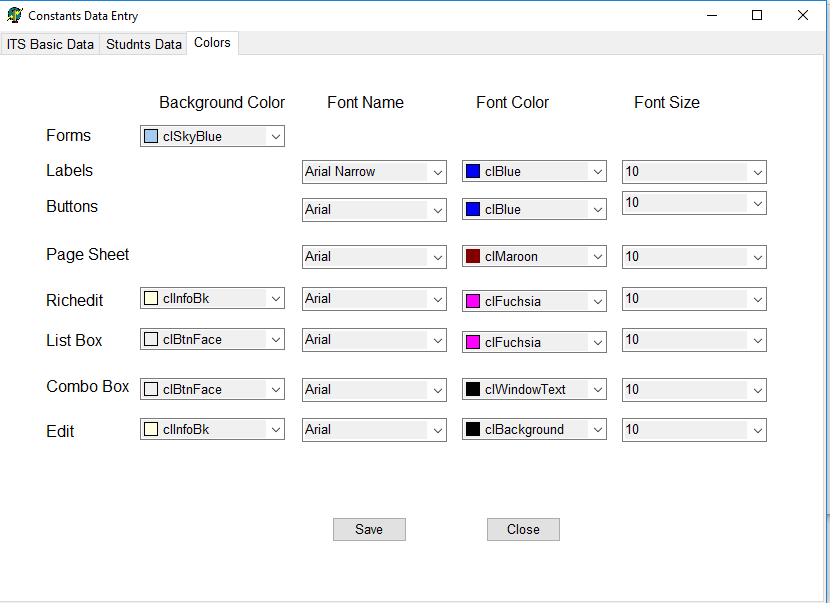 Constants Data Entry
ITS Basic Data Studnts Data Colors
Background Color Font Name Font Color Font Size
Forms clSkyBlue
Labels Arial Narrow clBlue 10
Buttons Arial clBlue 10
Page Sheet Arial clMaroon 10
Richedit clInfoBk Arial clFuchsia 10
List Box clBtnFace Arial clFuchsia 10
Combo Box clBtnFace Arial clWindowText 10
Edit clInfoBk Arial clBackground 10
Save Close